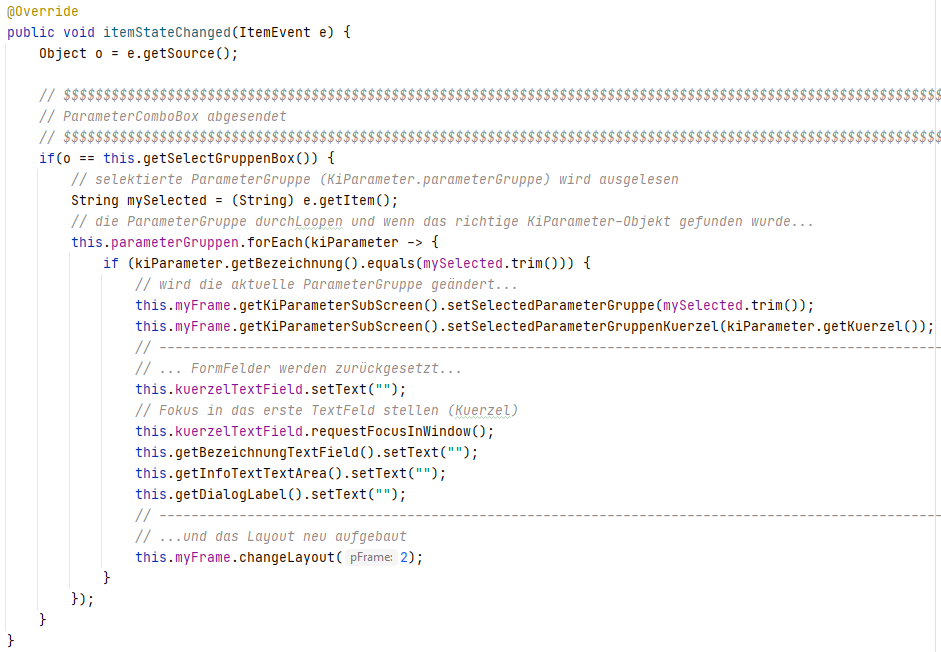 @Override
public void itemStateChanged(ItemEvent e) {
    Object o = e.getSource();

    // $$$$$$$$$$$$$$$$$$$$$$$$$$$$$$$$$$$$$$$$$$$$$$$$$$$$$$$$$$$$$$$$$$$$$$$$$$$$$$$$$$$$$$$$$$$$$$$$$$$$$$$$$$$$$$
    // ParameterComboBox abgesendet
    // $$$$$$$$$$$$$$$$$$$$$$$$$$$$$$$$$$$$$$$$$$$$$$$$$$$$$$$$$$$$$$$$$$$$$$$$$$$$$$$$$$$$$$$$$$$$$$$$$$$$$$$$$$$$$$
    if(o == this.getSelectGruppenBox()) {
        // selektierte ParameterGruppe (KiParameter.parameterGruppe) wird ausgelesen
        String mySelected = (String) e.getItem();
        // die ParameterGruppe durchLoopen und wenn das richtige KiParameter-Objekt gefunden wurde...
        this.parameterGruppen.forEach(kiParameter -> {
            if (kiParameter.getBezeichnung().equals(mySelected.trim())) {
                // wird die aktuelle ParameterGruppe geändert...
                this.myFrame.getKiParameterSubScreen().setSelectedParameterGruppe(mySelected.trim());
                this.myFrame.getKiParameterSubScreen().setSelectedParameterGruppenKuerzel(kiParameter.getKuerzel());
                // --------------------------------------------------------------------------------------------------
                // ... FormFelder werden zurückgesetzt...
                this.kuerzelTextField.setText("");
                // Fokus in das erste TextFeld stellen (Kuerzel)
                this.kuerzelTextField.requestFocusInWindow();
                this.getBezeichnungTextField().setText("");
                this.getInfoTextTextArea().setText("");
                this.getDialogLabel().setText("");
                // --------------------------------------------------------------------------------------------------
                // ...und das Layout neu aufgebaut
                this.myFrame.changeLayout( pFrame: 2);
            }
        });
    }
}